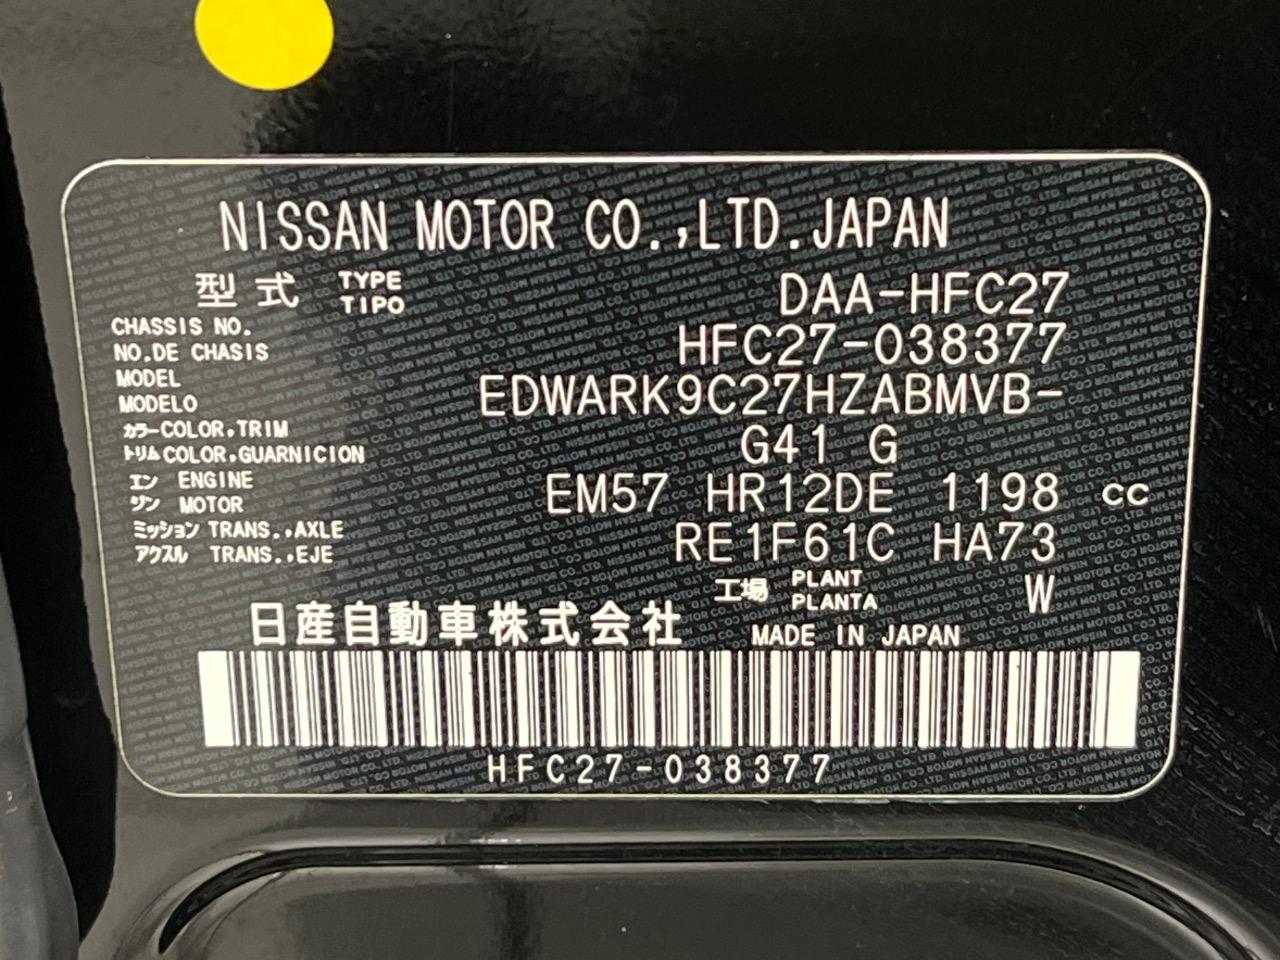 NISSAN MOTOR CO.,LTD.JAPAN
型式 TYPE TIPO DAA-HFC27
CHASSIS NO.
NO.DE CHASIS HFC27-038377
MODEL
MODELO EDWARK9C27HZABMVB-
カラーCOLOR,TRIM
トリムCOLOR,GUARNICION G41 G
エンジン ENGINE MOTOR EM57 HR12DE 1198 cc
ミッション TRANS.,AXLE
アクスル TRANS.,EJE RE1F61C HA73
工場 PLANT PLANTA W
日産自動車株式会社 MADE IN JAPAN
HFC27-038377